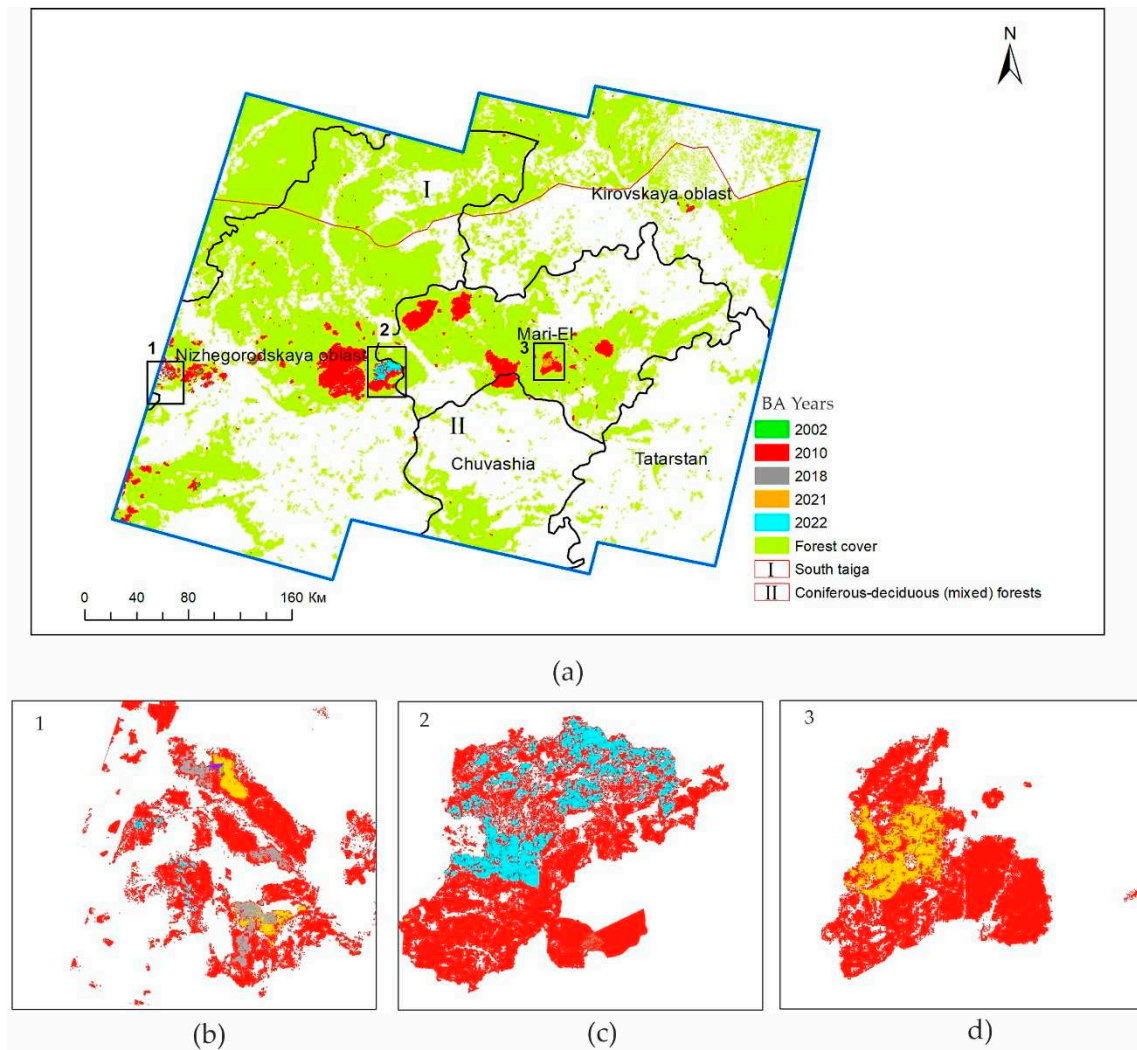 N
I
Kirovskaya oblast
2
Mari-El
1
Nizhegorodskaya oblast
3
II
Chuvashia
Tatarstan
BA Years
2002
2010
2018
2021
2022
Forest cover
I South taiga
II Coniferous-deciduous (mixed) forests
0 40 80 160 Км
(a)
1
2
3
(b)
(c)
d)